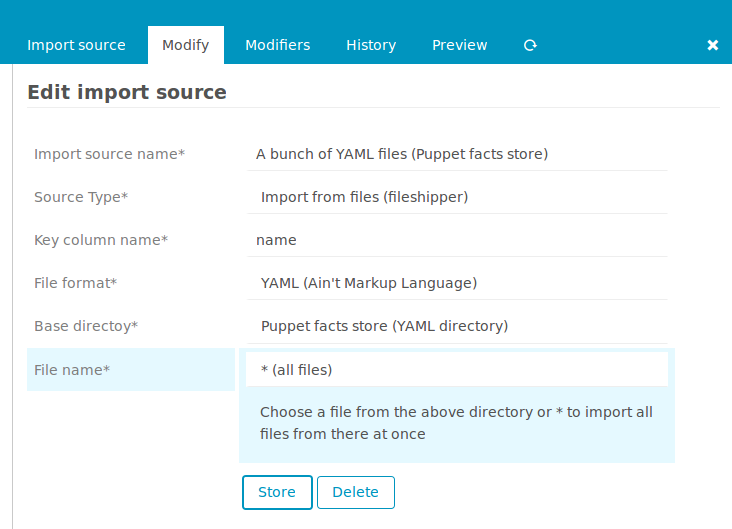 Import source Modify Modifiers History Preview
Edit import source
Import source name* A bunch of YAML files (Puppet facts store)
Source Type* Import from files (fileshipper)
Key column name* name
File format* YAML (Ain't Markup Language)
Base directoy* Puppet facts store (YAML directory)
File name* * (all files)
Choose a file from the above directory or * to import all
files from there at once
Store Delete